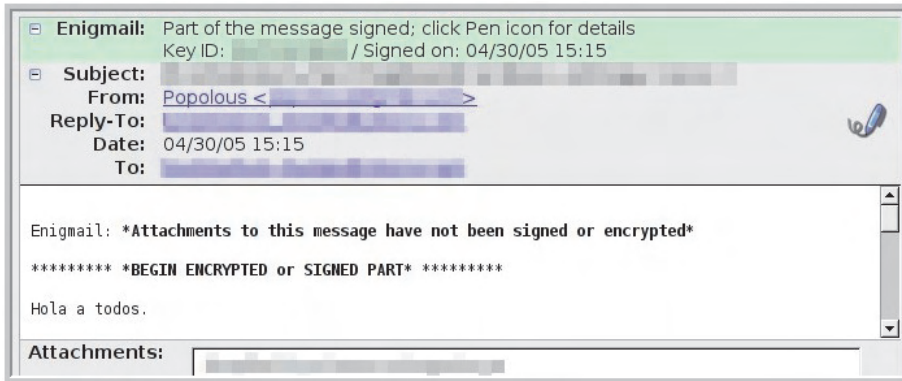 Enigmail: Part of the message signed; click Pen icon for details
Key ID: / Signed on: 04/30/05 15:15
Subject:
From: Popolous < >
Reply-To:
Date: 04/30/05 15:15
To:
Enigmail: *Attachments to this message have not been signed or encrypted*
********* *BEGIN ENCRYPTED or SIGNED PART* *********
Hola a todos.
Attachments: